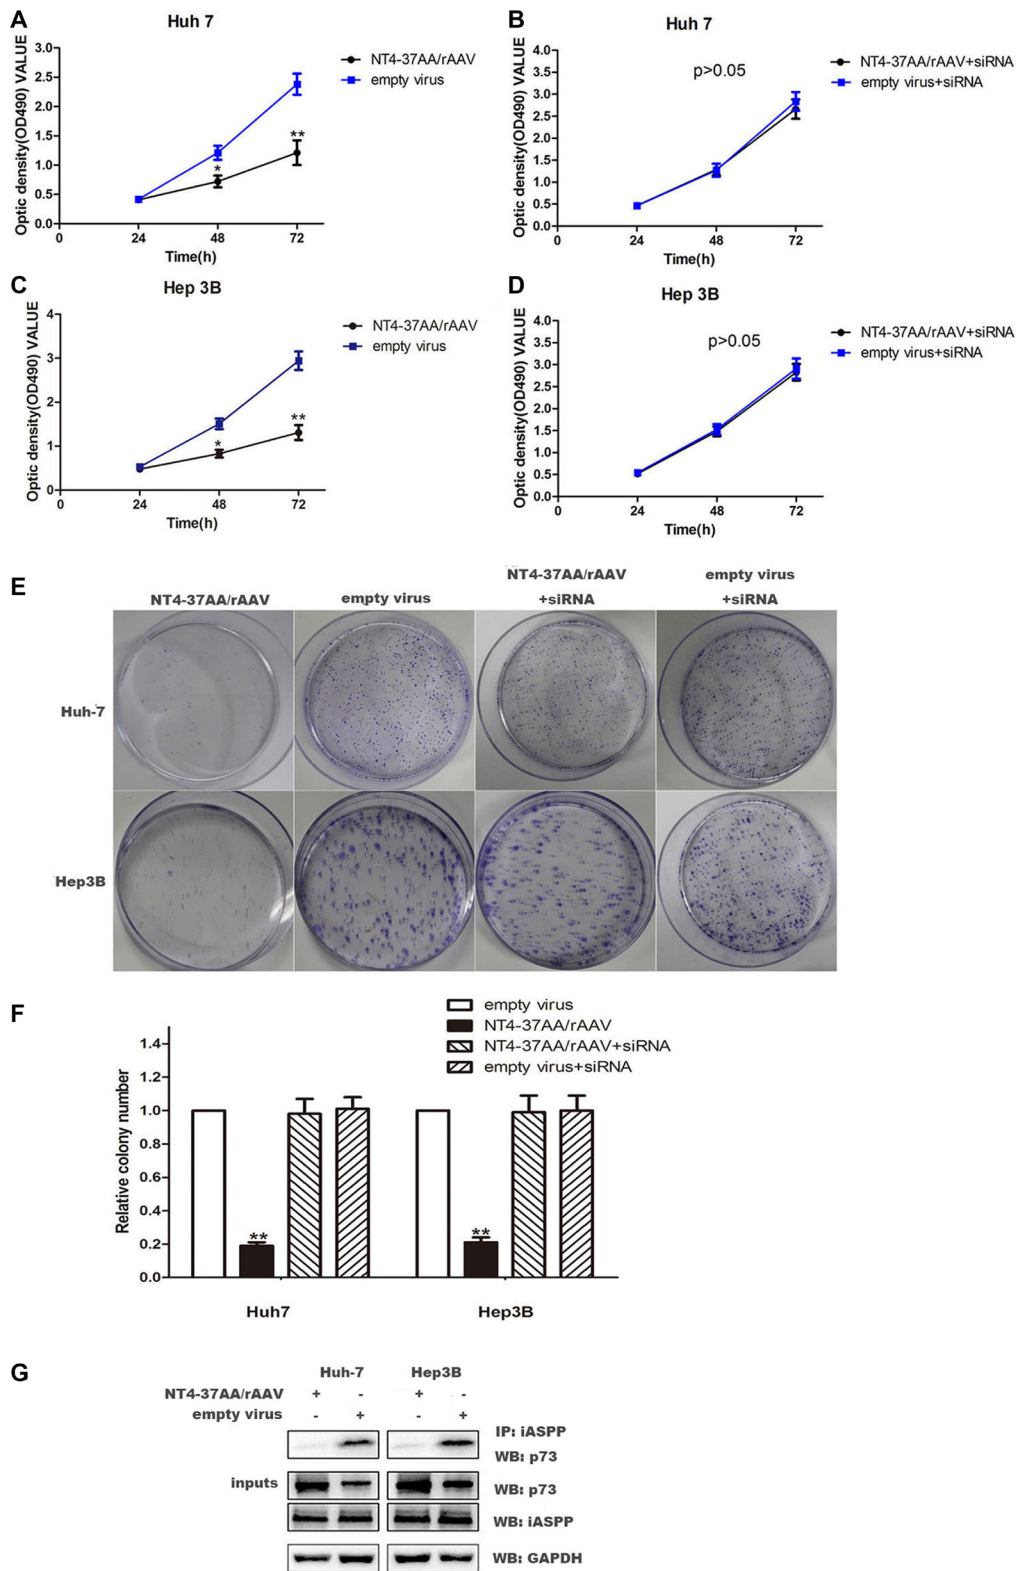 A
Huh 7
Optic density(OD490) VALUE
3.0
2.5
2.0
1.5
1.0
0.5
0.0
*
**
0 24 48 72
Time(h)
NT4-37AA/rAAV
empty virus
B
Huh 7
Optic density(OD490) VALUE
4.0
3.5
3.0
2.5
2.0
1.5
1.0
0.5
0.0
p>0.05
0 24 48 72
Time(h)
NT4-37AA/rAAV+siRNA
empty virus+siRNA
C
Hep 3B
Optic density(OD490) VALUE
4
3
2
1
0
*
**
0 24 48 72
Time(h)
NT4-37AA/rAAV
empty virus
D
Hep 3B
Optic density(OD490) VALUE
4.0
3.5
3.0
2.5
2.0
1.5
1.0
0.5
0.0
p>0.05
0 24 48 72
Time(h)
NT4-37AA/rAAV+siRNA
empty virus+siRNA
E
NT4-37AA/rAAV
empty virus
NT4-37AA/rAAV
+siRNA
empty virus
+siRNA
Huh-7
Hep3B
F
empty virus
NT4-37AA/rAAV
NT4-37AA/rAAV+siRNA
empty virus+siRNA
Relative colony number
1.4
1.2
1.0
0.8
0.6
0.4
0.2
0.0
**
**
Huh7
Hep3B
G
Huh-7 Hep3B
NT4-37AA/rAAV + - + -
empty virus - + - +
IP: iASPP
WB: p73
inputs
WB: p73
WB: iASPP
WB: GAPDH